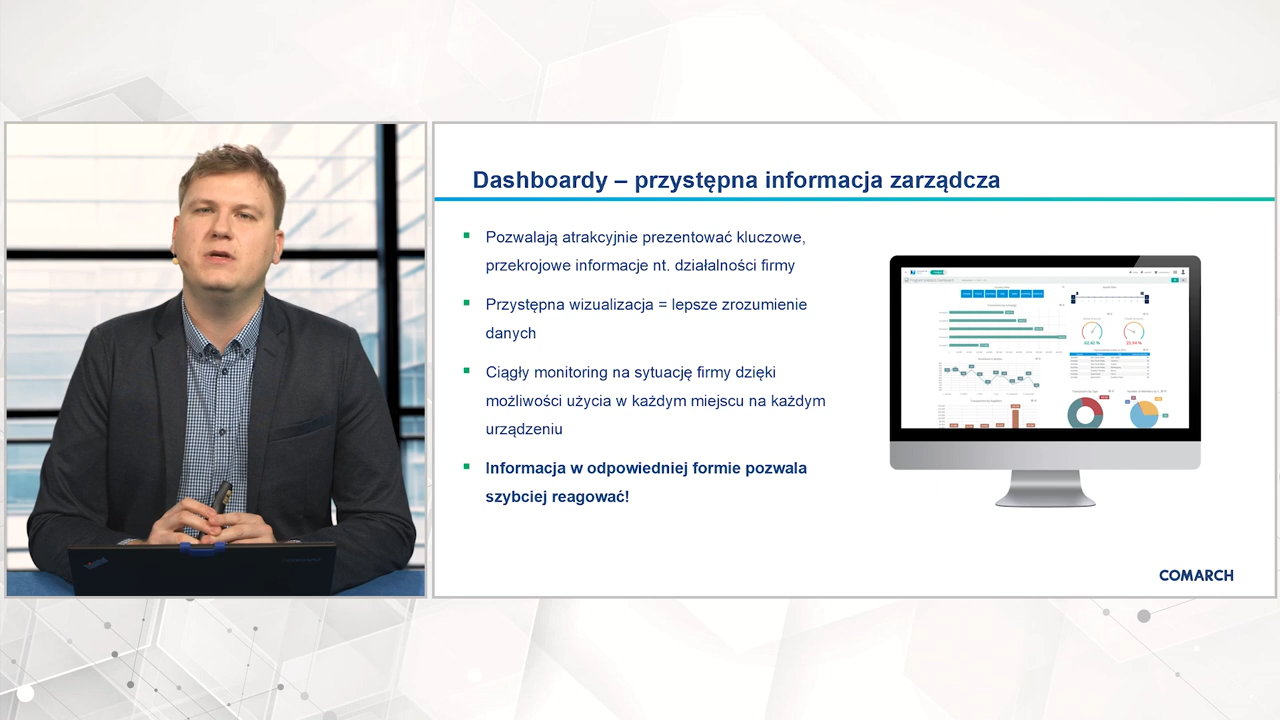 Dashboardy – przystępna informacja zarządcza
Pozwalają atrakcyjnie prezentować kluczowe,
przekrojowe informacje nt. działalności firmy
Przystępna wizualizacja = lepsze zrozumienie
danych
Ciągły monitoring na sytuację firmy dzięki
możliwości użycia w każdym miejscu na każdym
urządzeniu
Informacja w odpowiedniej formie pozwala
szybciej reagować!
COMARCH